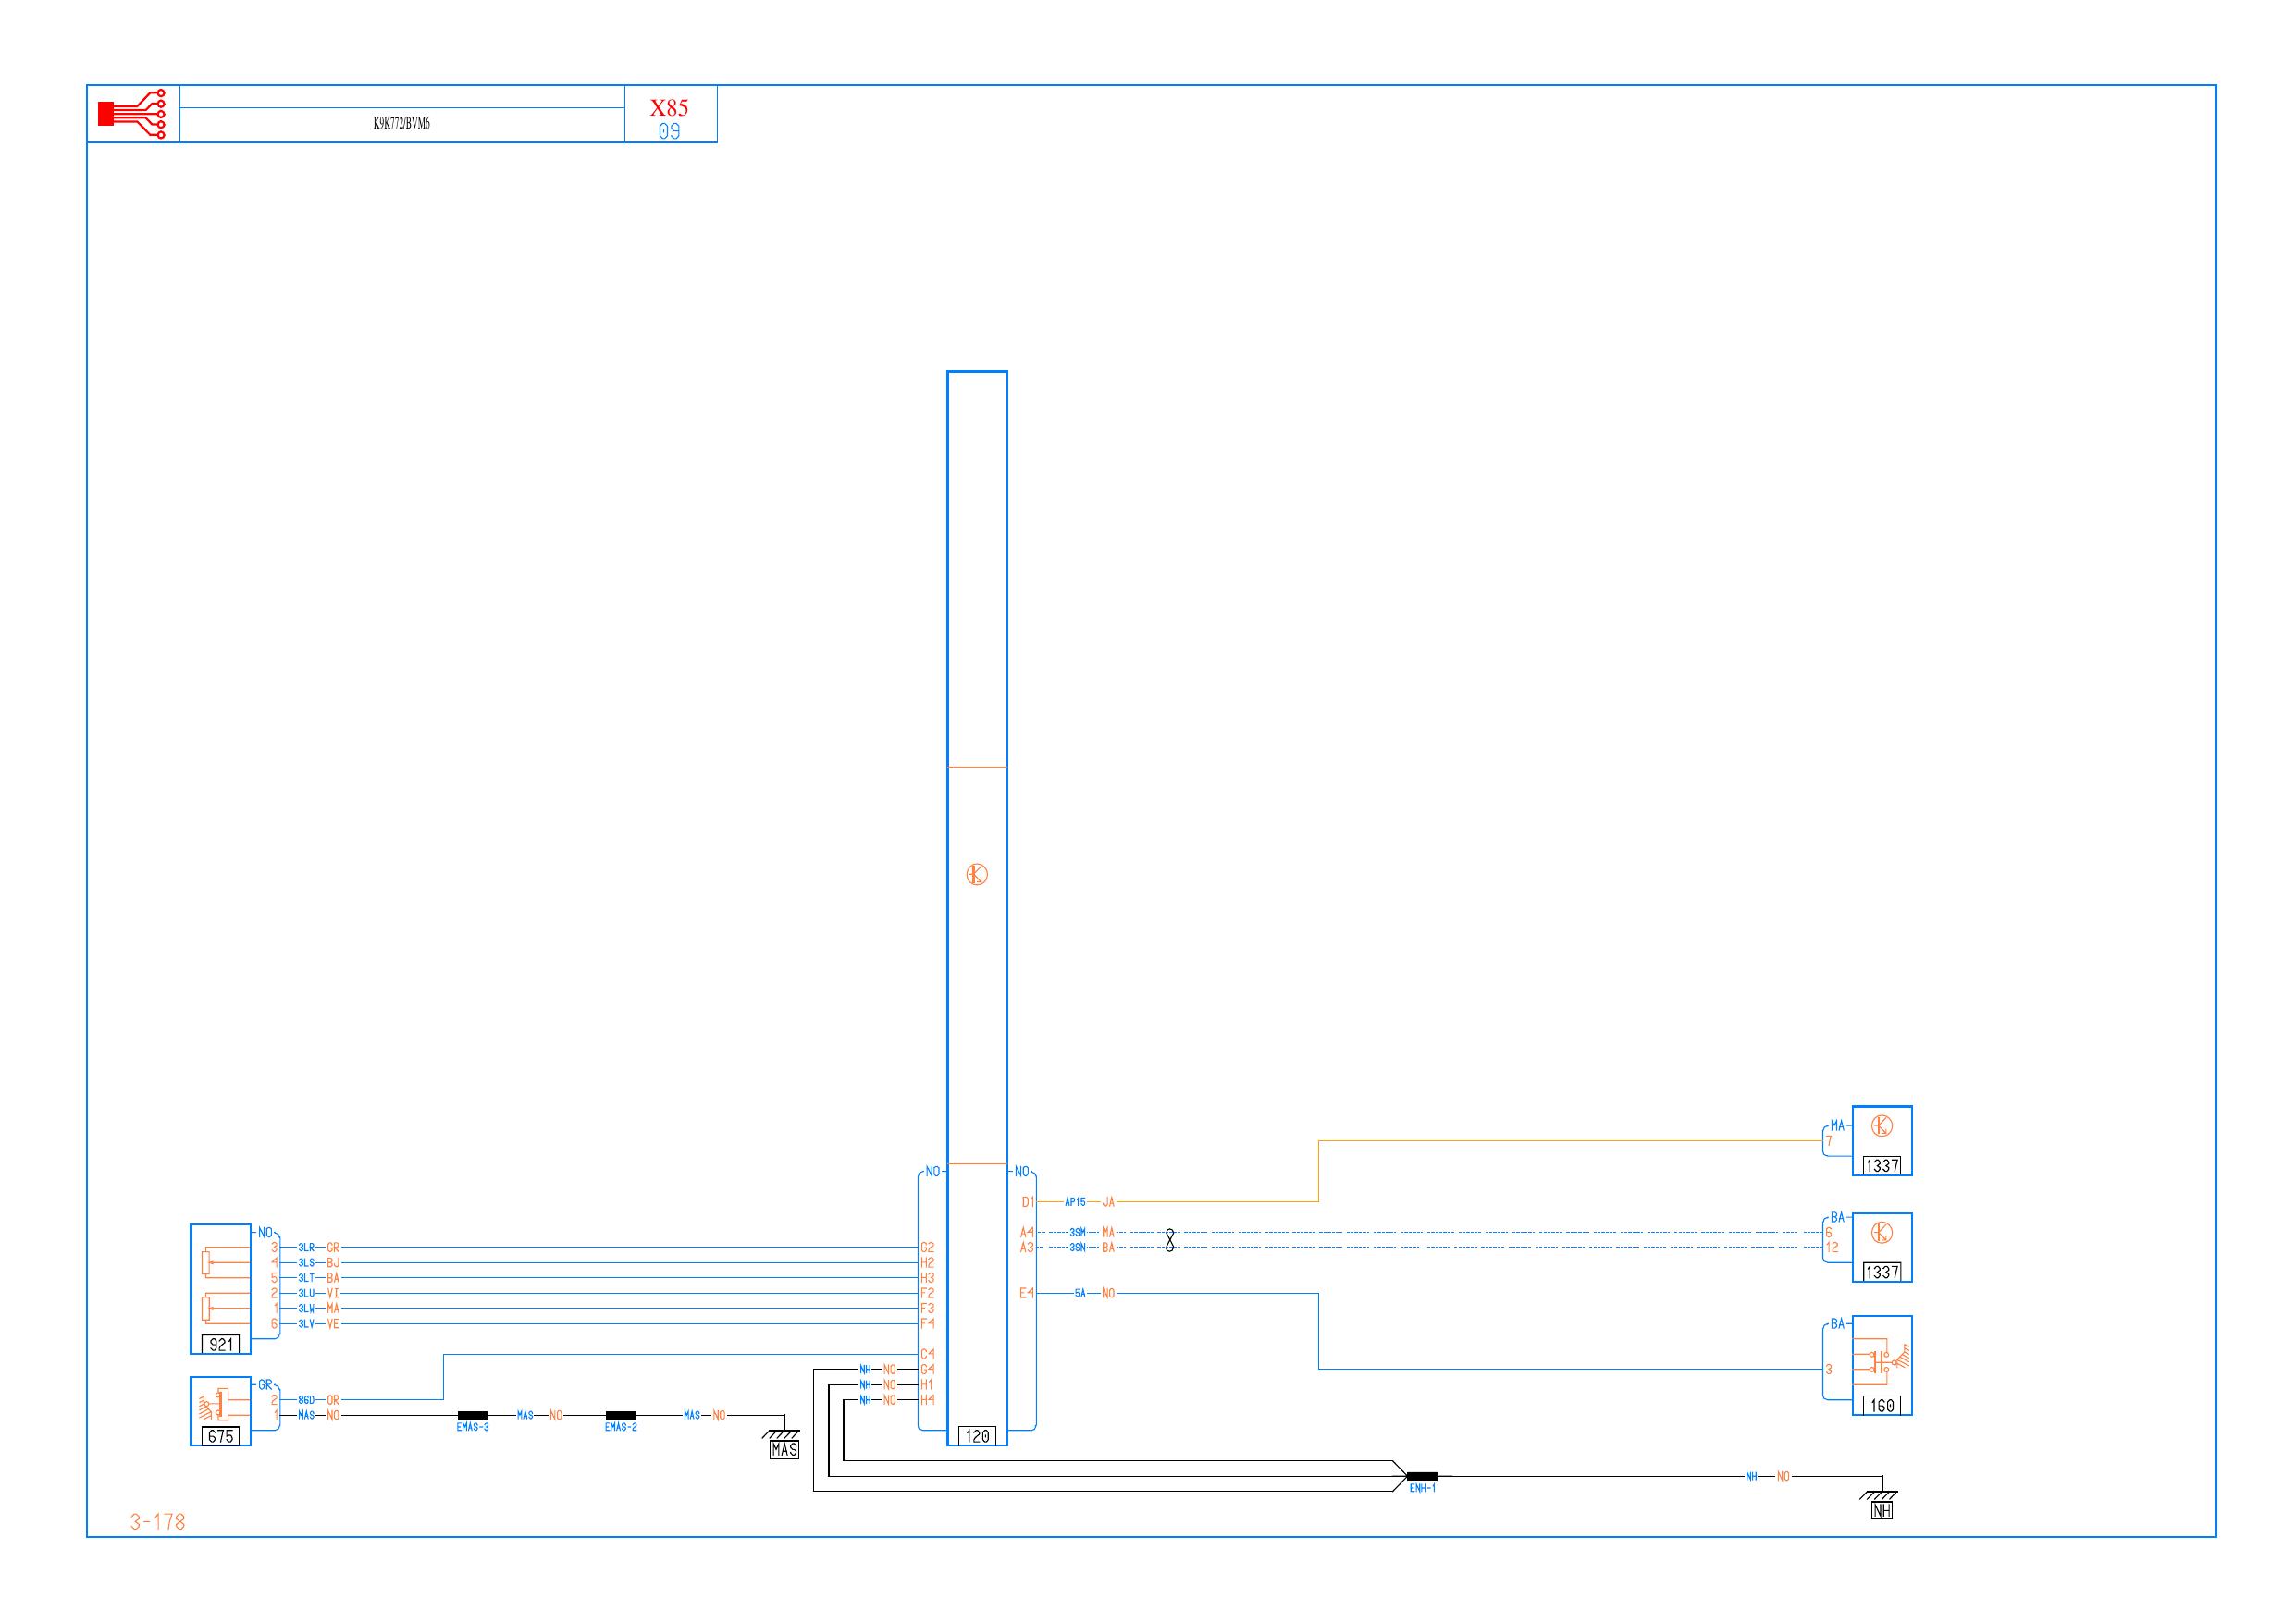 X85
K9K772/BVM6
09
MA
7
1337
NO NO
D1 AP15 JA
BA
A4 3SM MA 6
A3 3SN BA 12
1337
NO
3 3LR GR G2
4 3LS BJ H2
5 3LT BA H3
2 3LU VI F2
1 3LW MA F3
6 3LV VE F4
921
E4 5A NO
BA
3
160
C4
NH NO G4
NH NO H1
NH NO H4
GR
2 86D OR
1 MAS NO MAS NO MAS NO
EMAS-3 EMAS-2
675
120
MAS
NH NO
ENH-1
NH
3-178